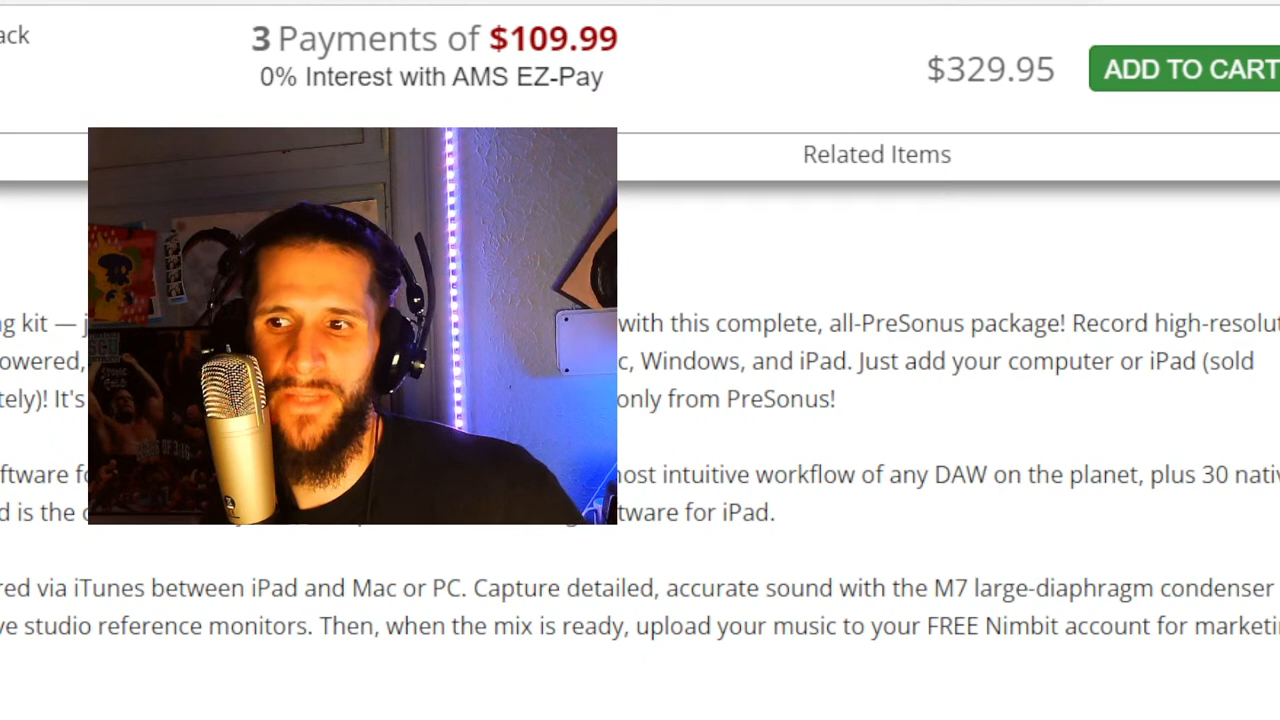 ack
3 Payments of $109.99
0% Interest with AMS EZ-Pay
$329.95
ADD TO CART
Related Items
g kit — with this complete, all-PreSonus package! Record high-resolut
owered, c, Windows, and iPad. Just add your computer or iPad (sold
tely)! It's only from PreSonus!
ftware fo ost intuitive workflow of any DAW on the planet, plus 30 nativ
d is the tware for iPad.
red via iTunes between iPad and Mac or PC. Capture detailed, accurate sound with the M7 large-diaphragm condenser
ve studio reference monitors. Then, when the mix is ready, upload your music to your FREE Nimbit account for marketi